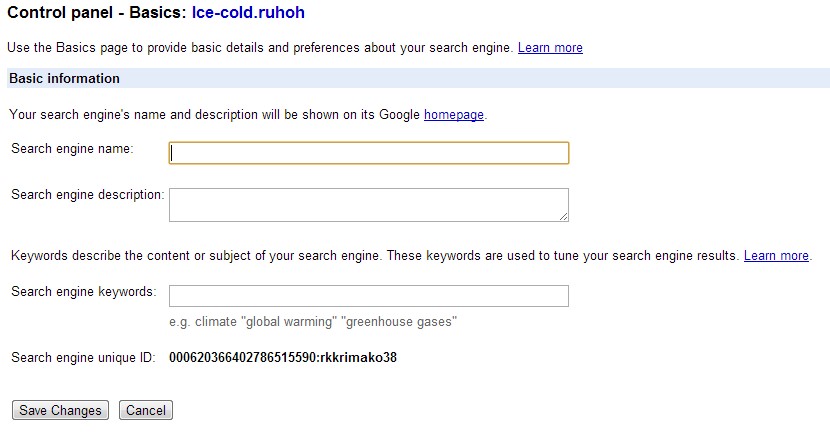 Control panel - Basics: Ice-cold.ruhoh
Use the Basics page to provide basic details and preferences about your search engine. Learn more
Basic information
Your search engine's name and description will be shown on its Google homepage.
Search engine name:
Search engine description:
Keywords describe the content or subject of your search engine. These keywords are used to tune your search engine results. Learn more.
Search engine keywords:
e.g. climate "global warming" "greenhouse gases"
Search engine unique ID: 000620366402786515590:rkkrimako38
Save Changes Cancel